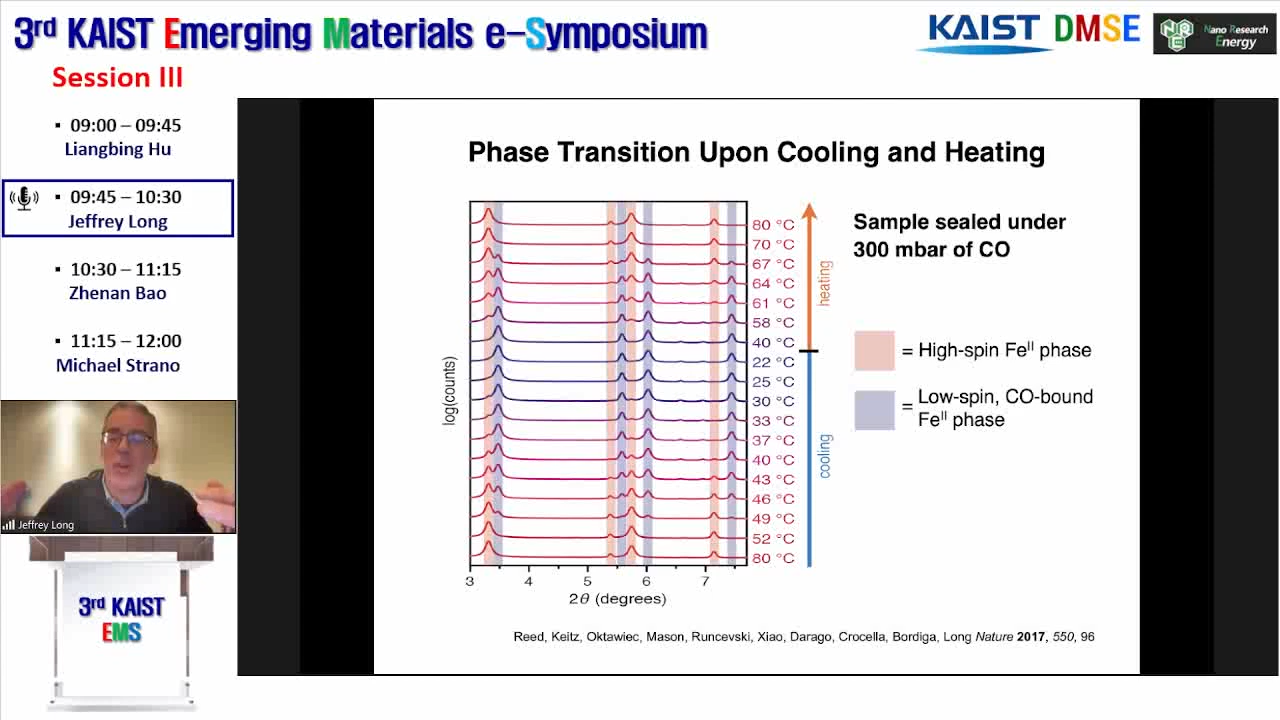 3rd KAIST Emerging Materials e-Symposium
KAIST DMSE
NRE
Nano Research
Energy
Session III
▪ 09:00 – 09:45
Liangbing Hu
▪ 09:45 – 10:30
Jeffrey Long
▪ 10:30 – 11:15
Zhenan Bao
▪ 11:15 – 12:00
Michael Strano
Jeffrey Long
3rd KAIST
EMS
Phase Transition Upon Cooling and Heating
log(counts)
80 °C
70 °C
67 °C
64 °C
61 °C
58 °C
40 °C
22 °C
25 °C
30 °C
33 °C
37 °C
40 °C
43 °C
46 °C
49 °C
52 °C
80 °C
heating
cooling
3 4 5 6 7
2θ (degrees)
Sample sealed under
300 mbar of CO
= High-spin FeII phase
= Low-spin, CO-bound
FeII phase
Reed, Keitz, Oktawiec, Mason, Runcevski, Xiao, Darago, Crocella, Bordiga, Long Nature 2017, 550, 96